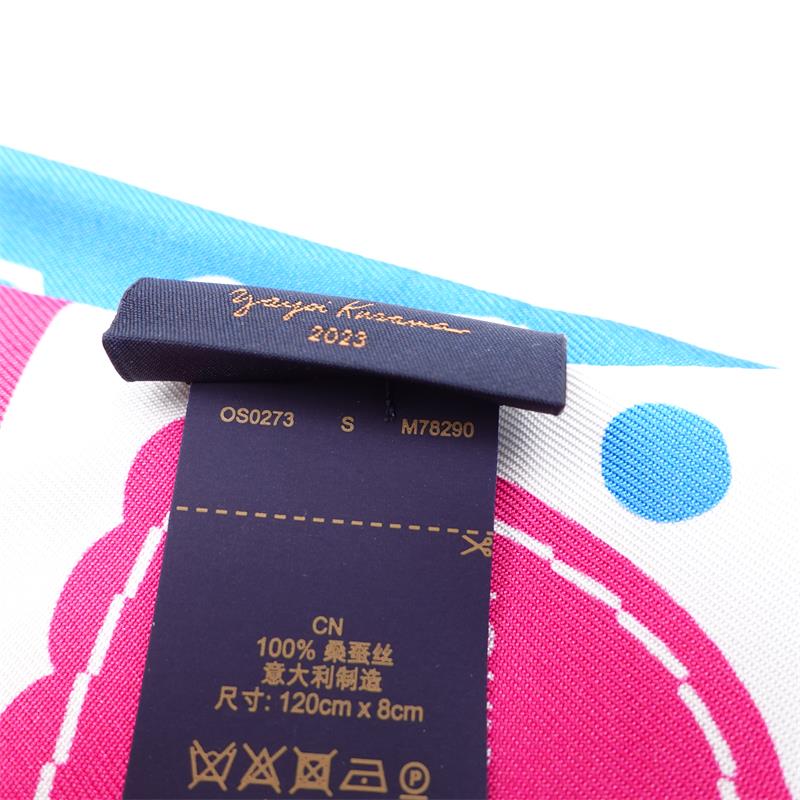 Yayoi Kusama
2023
OS0273 S M78290
CN
100% 桑蚕丝
意大利制造
尺寸: 120cm x 8cm
P